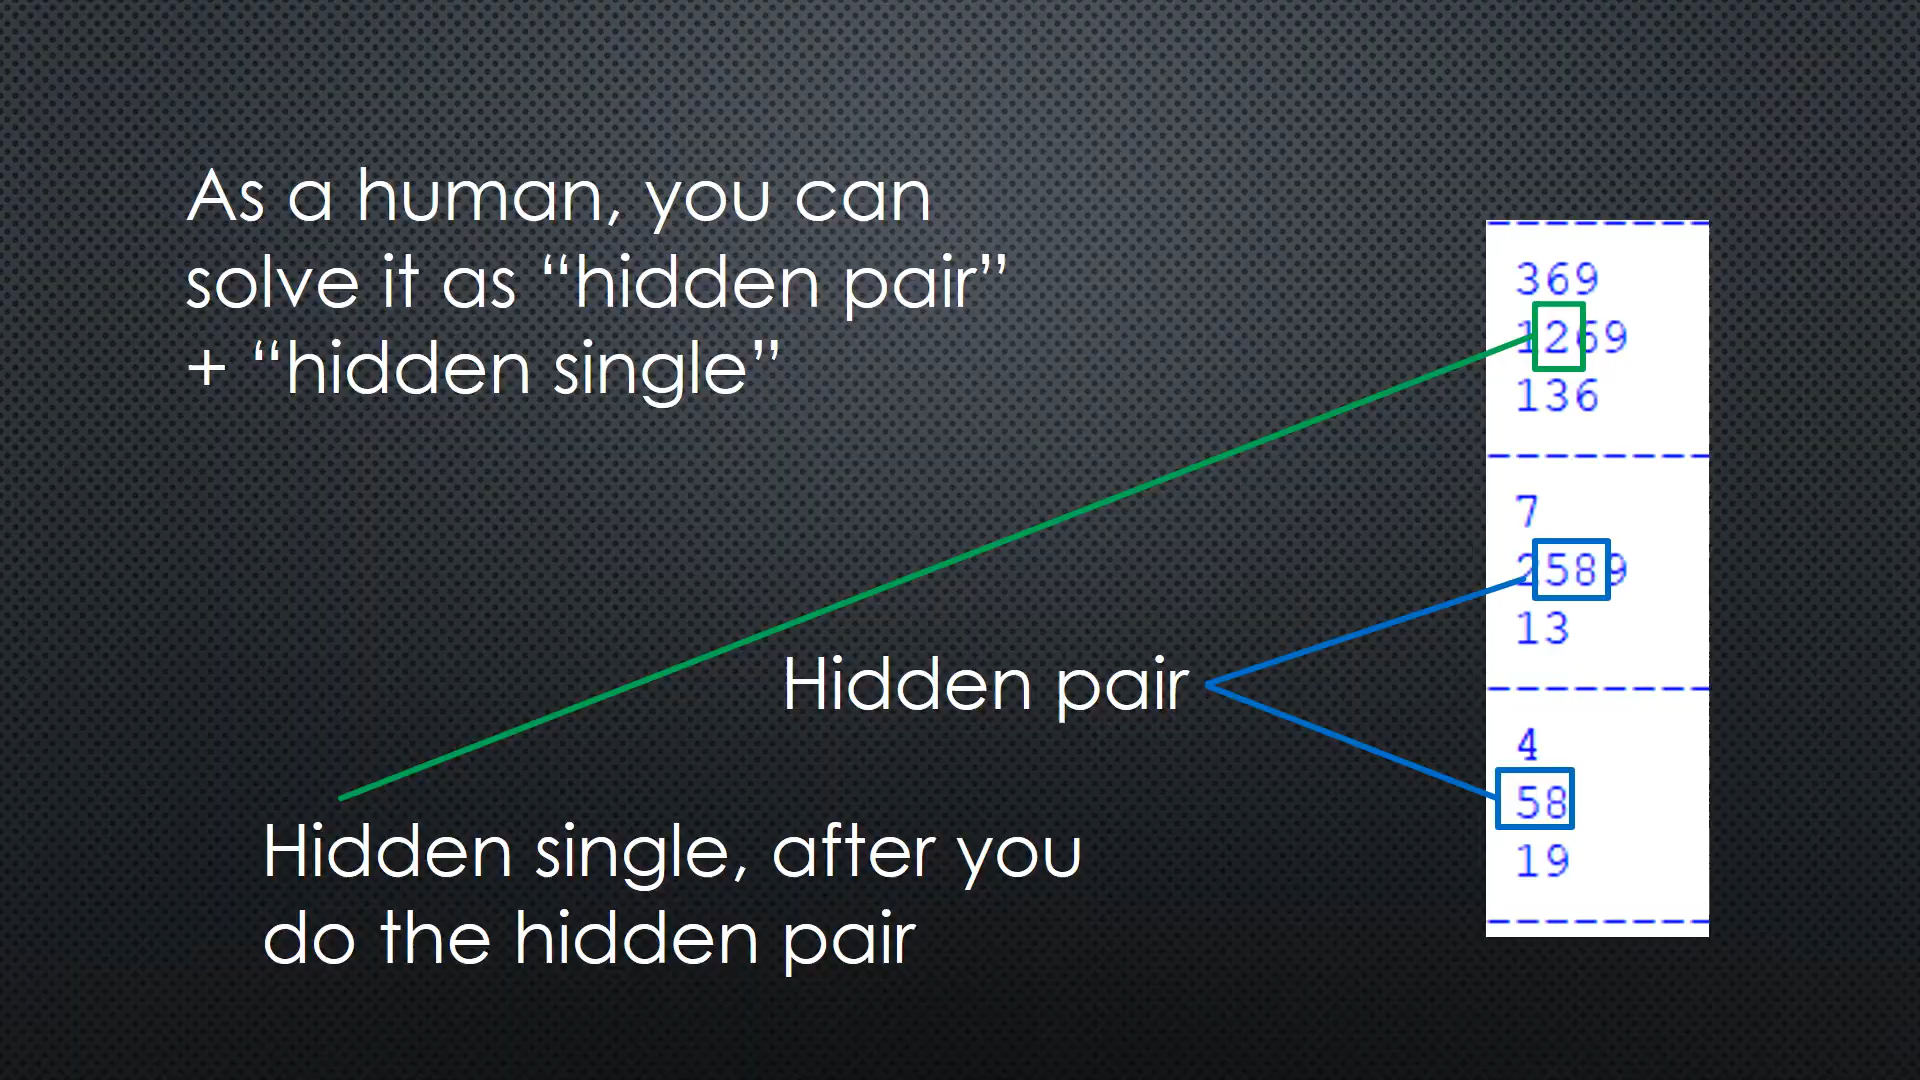 As a human, you can
solve it as “hidden pair”
+ “hidden single”
369
1269
136
7
2589
13
Hidden pair
4
58
19
Hidden single, after you
do the hidden pair